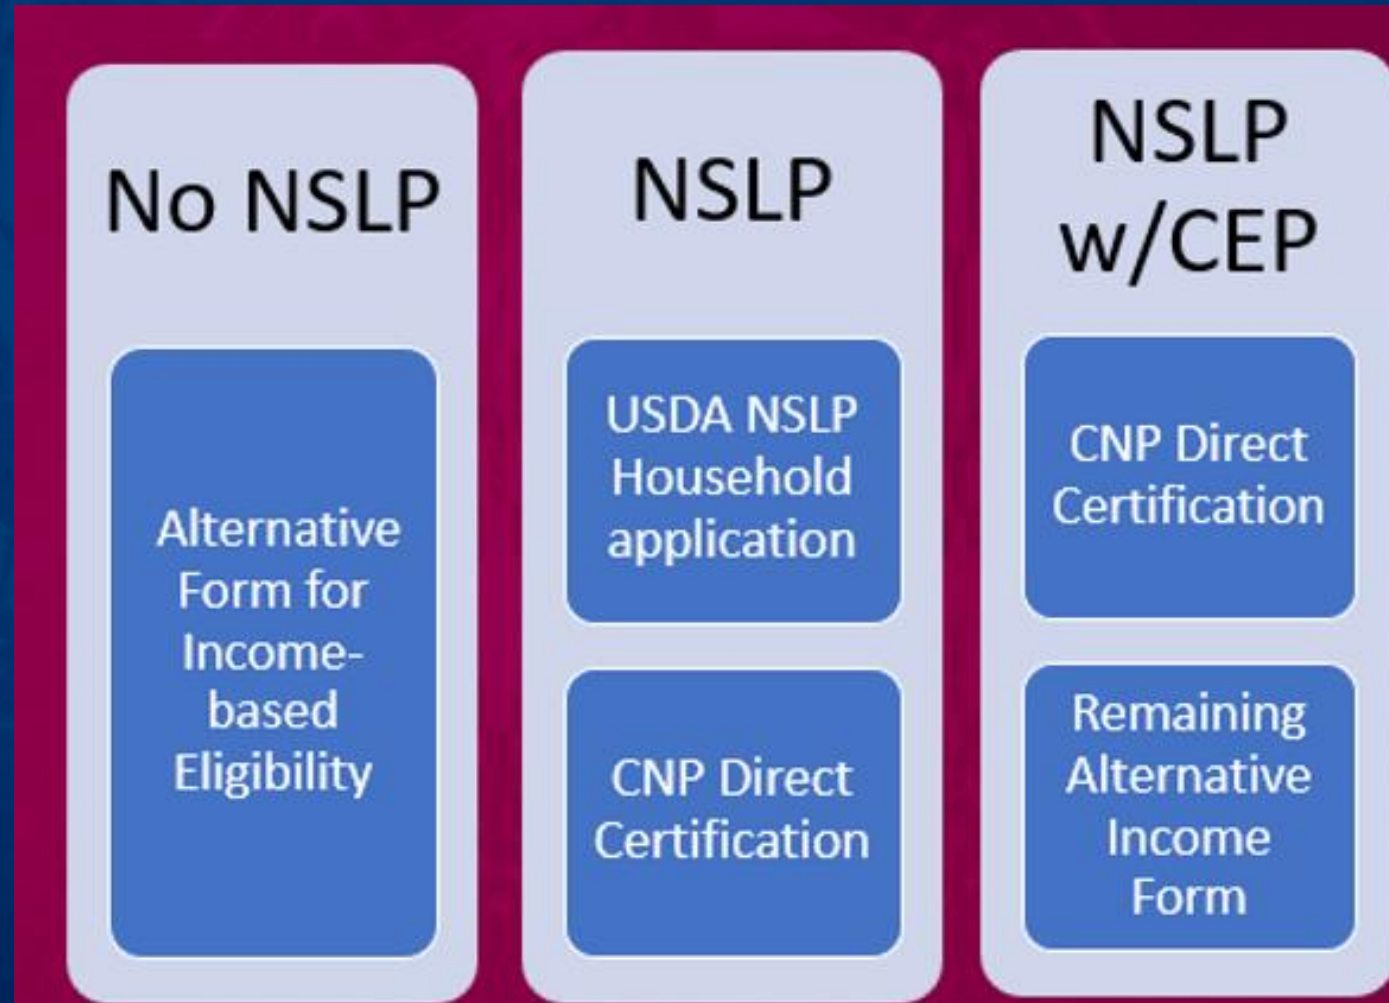 No NSLP
Alternative
Form for
Income-
based
Eligibility
NSLP
USDA NSLP
Household
application
CNP Direct
Certification
NSLP
w/CEP
CNP Direct
Certification
Remaining
Alternative
Income
Form